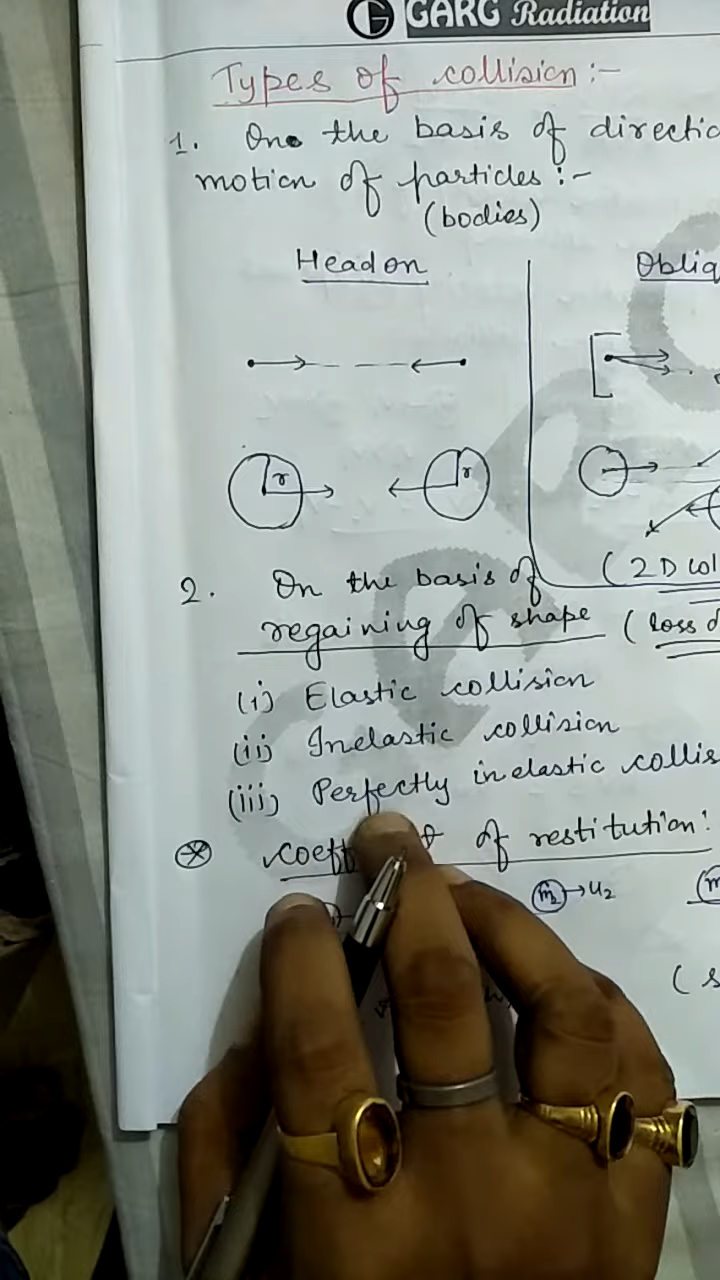 GARG Radiation
Types of collision :-
1. On the basis of directio
motion of particles :-
(bodies)
Head on
Obliq
r
r
2. On the basis of
(2D col
regaining of shape (loss o
(i) Elastic collision
(ii) Inelastic collision
(iii) Perfectly inelastic collis
coeff of restitution:
m2 → u2
m
(s